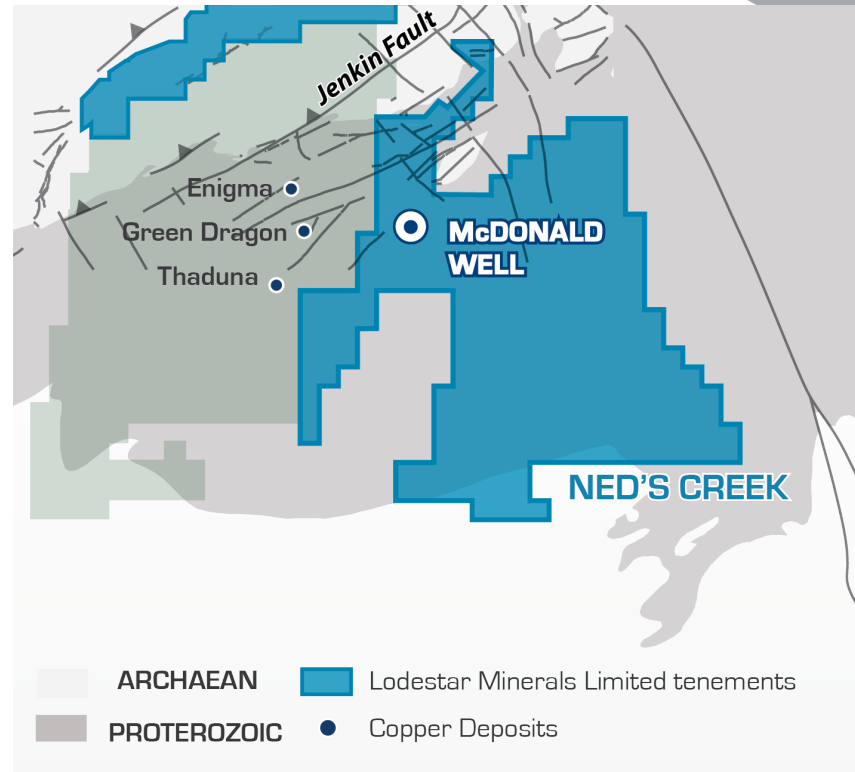 Jenkin Fault
Enigma
Green Dragon
Thaduna
McDONALD
WELL
NED'S CREEK
ARCHAEAN
Lodestar Minerals Limited tenements
PROTEROZOIC
Copper Deposits